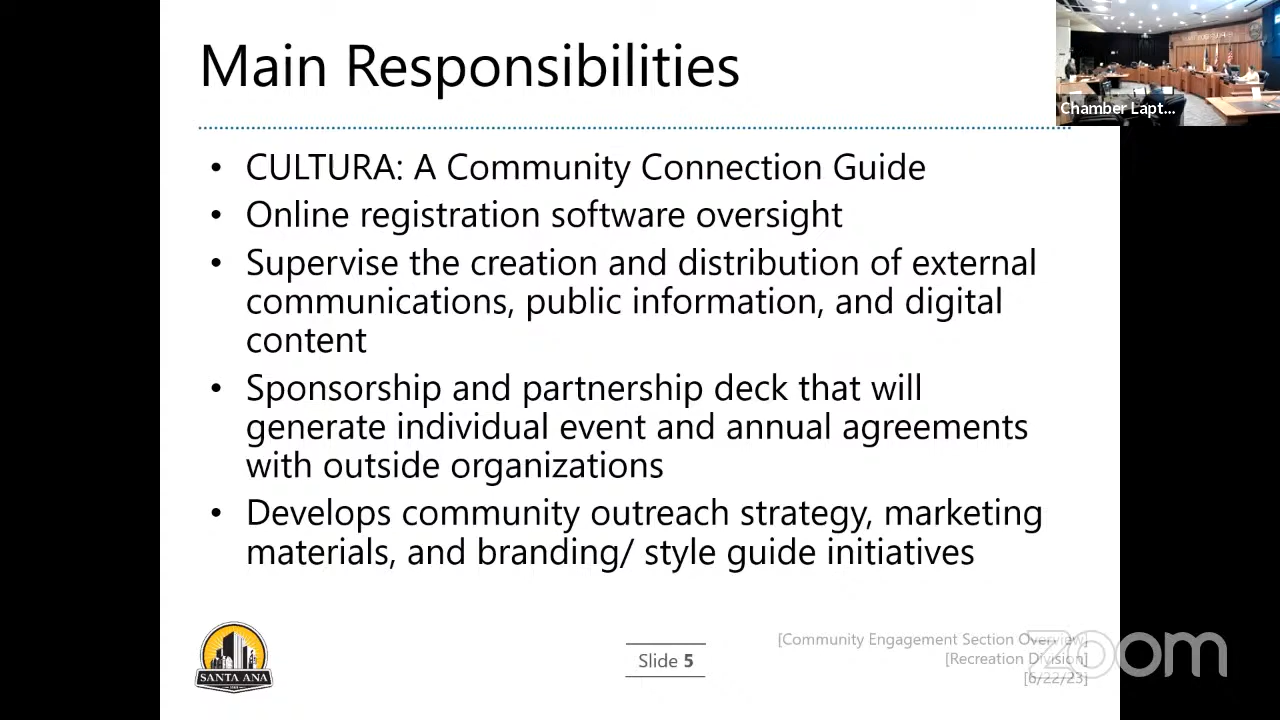 Main Responsibilities
Chamber Lapt...
• CULTURA: A Community Connection Guide
• Online registration software oversight
• Supervise the creation and distribution of external
communications, public information, and digital
content
• Sponsorship and partnership deck that will
generate individual event and annual agreements
with outside organizations
• Develops community outreach strategy, marketing
materials, and branding/ style guide initiatives
SANTA ANA
Slide 5
[Community Engagement Section Overview]
[Recreation Division]
[6/22/23]
zoom